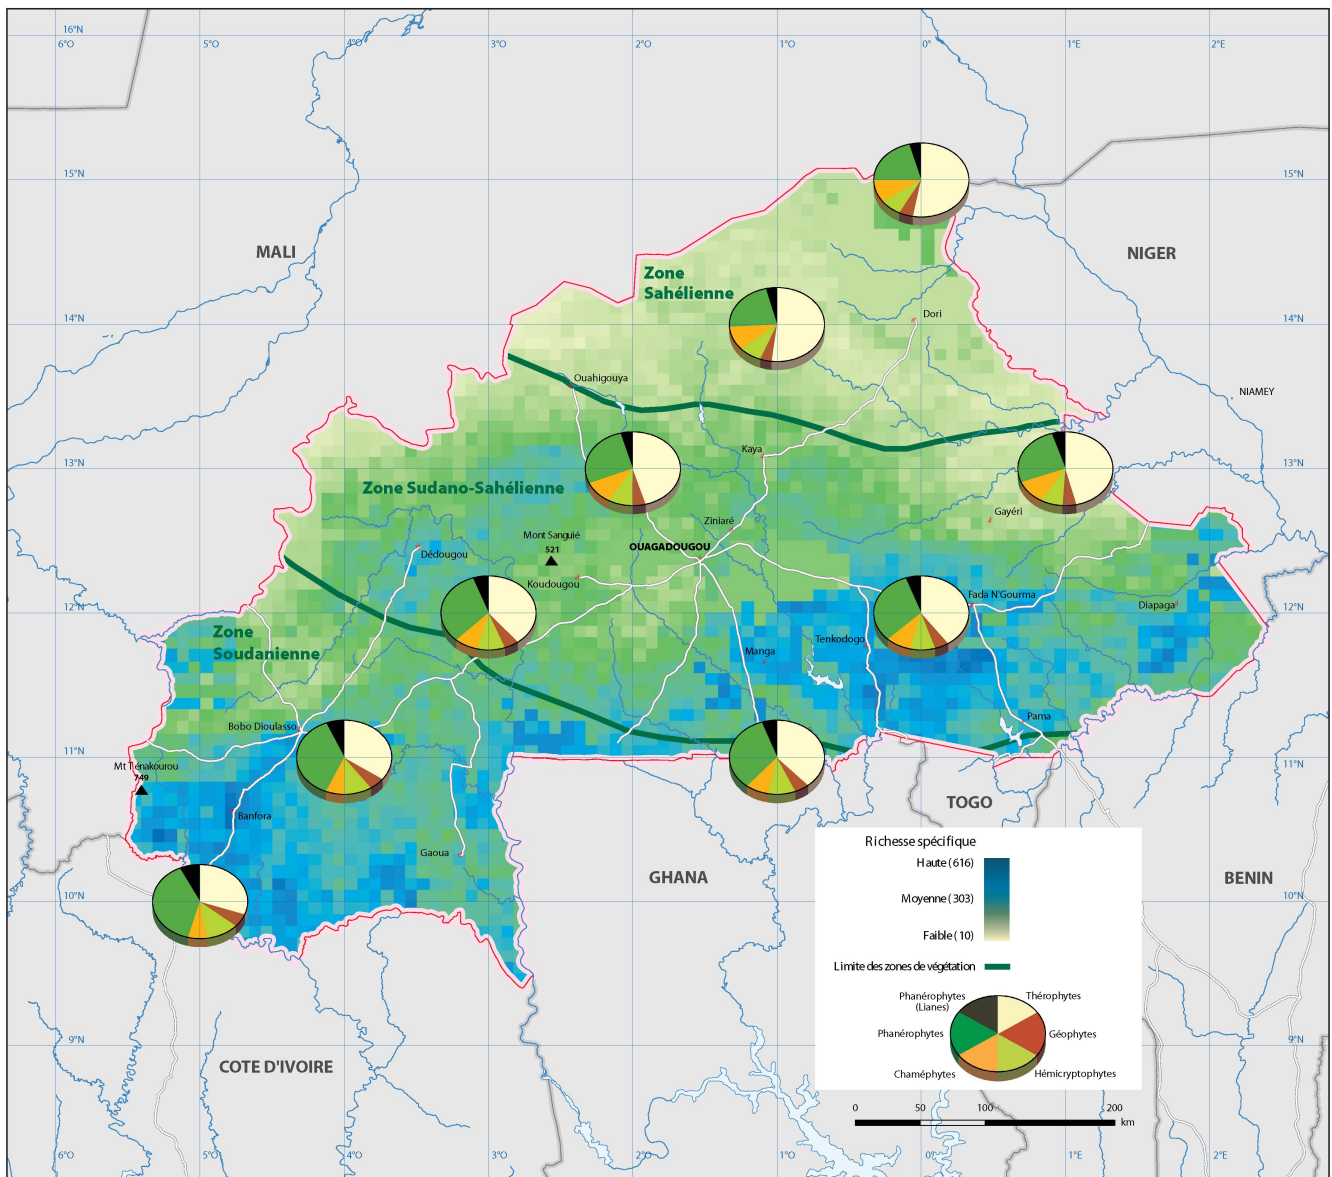 16°N
6°O
5°O
4°O
3°O
2°O
1°O
0°
1°E
2°E
15°N
15°N
MALI
NIGER
Zone
Sahélienne
14°N
14°N
Dori
Ouahigouya
NIAMEY
13°N
13°N
Kaya
Zone Sudano-Sahélienne
Gayéri
Ziniaré
Mont Sanguié
521
OUAGADOUGOU
Dédougou
Koudougou
Fada N'Gourma
Diapaga
12°N
12°N
Zone
Soudanienne
Tenkodogo
Manga
Pama
Bobo Dioulasso
11°N
11°N
Mt Ténakourou
749
Banfora
Gaoua
TOGO
GHANA
BENIN
10°N
10°N
Richesse spécifique
Haute (616)
Moyenne (303)
Faible (10)
Limite des zones de végétation
Phanérophytes
(Lianes)
Thérophytes
Phanérophytes
Géophytes
Chaméphytes
Hémicryptophytes
9°N
9°N
COTE D'IVOIRE
0
50
100
200
km
6°O
5°O
4°O
3°O
2°O
1°O
0°
1°E
2°E